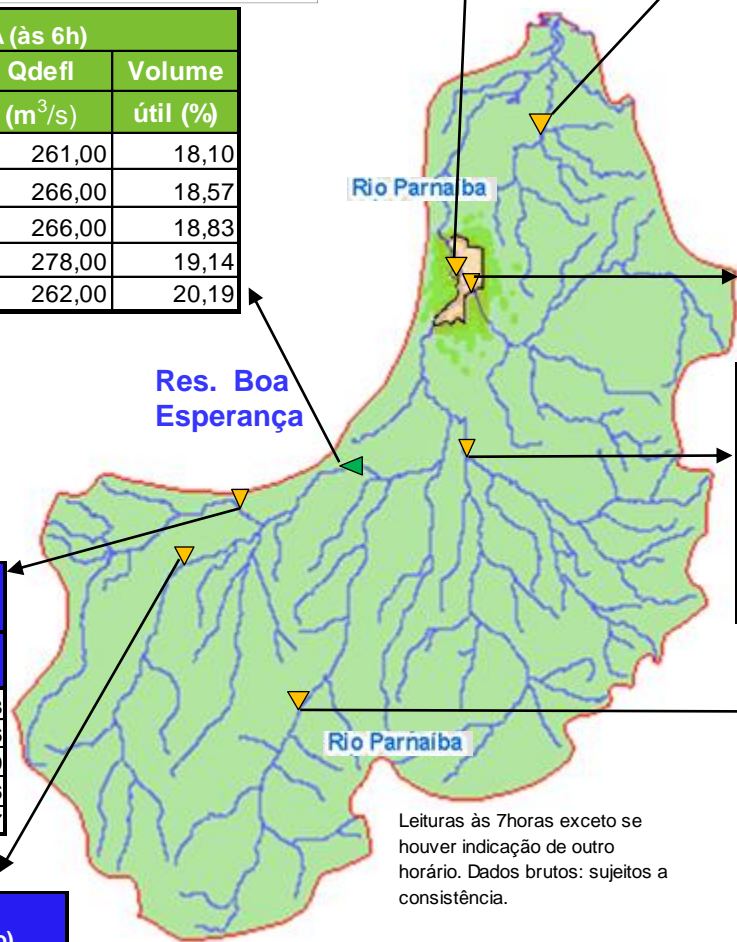 (às 6h)
Qdefl Volume
(m³/s) útil (%)
261,00 18,10
266,00 18,57
266,00 18,83
278,00 19,14
262,00 20,19
Rio Parnaíba
Res. Boa
Esperança
Rio Parnaíba
Leituras às 7horas exceto se
houver indicação de outro
horário. Dados brutos: sujeitos a
consistência.